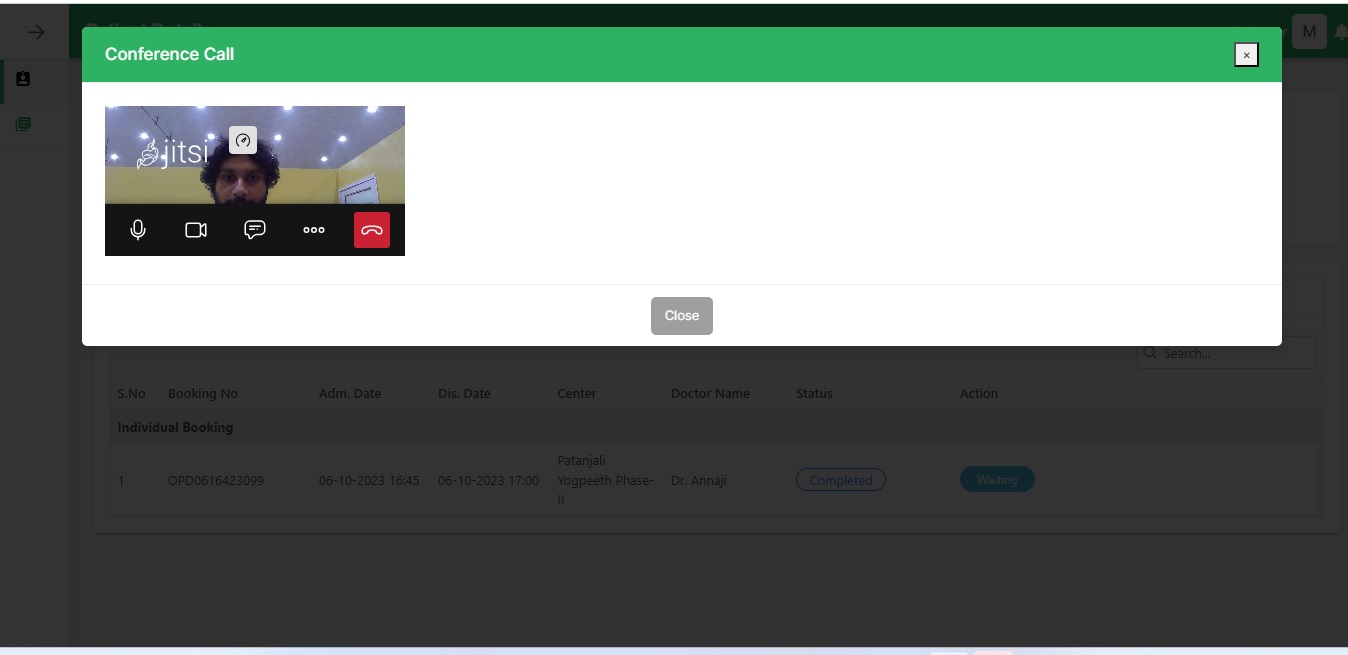 M
Conference Call
×
jitsi
Close
Search...
S.No Booking No Adm. Date Dis. Date Center Doctor Name Status Action
Individual Booking
1 OPD0616423099 06-10-2023 16:45 06-10-2023 17:00 Patanjali Dr. Annaji Completed Waiting
Yogpeeth Phase-
II